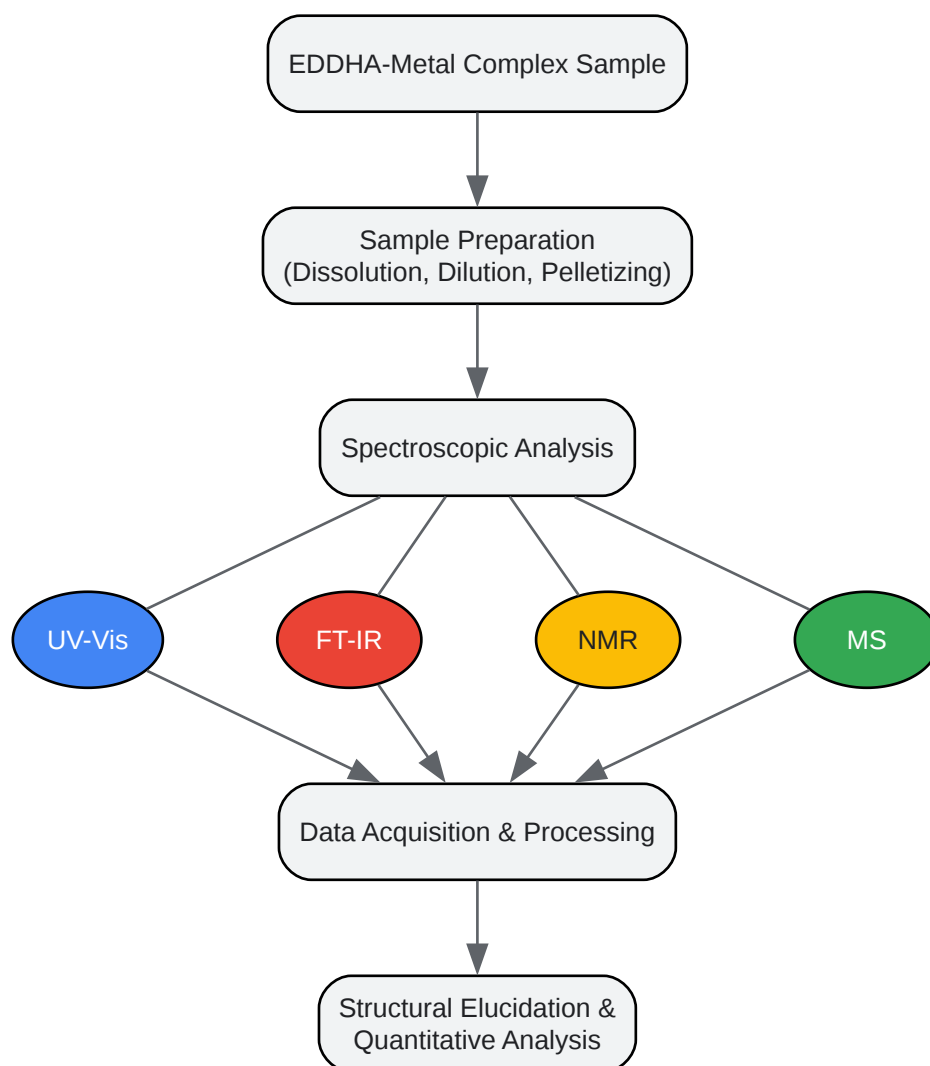 EDDHA-Metal Complex Sample
Sample Preparation
(Dissolution, Dilution, Pelletizing)
Spectroscopic Analysis
UV-Vis
FT-IR
NMR
MS
Data Acquisition & Processing
Structural Elucidation &
Quantitative Analysis